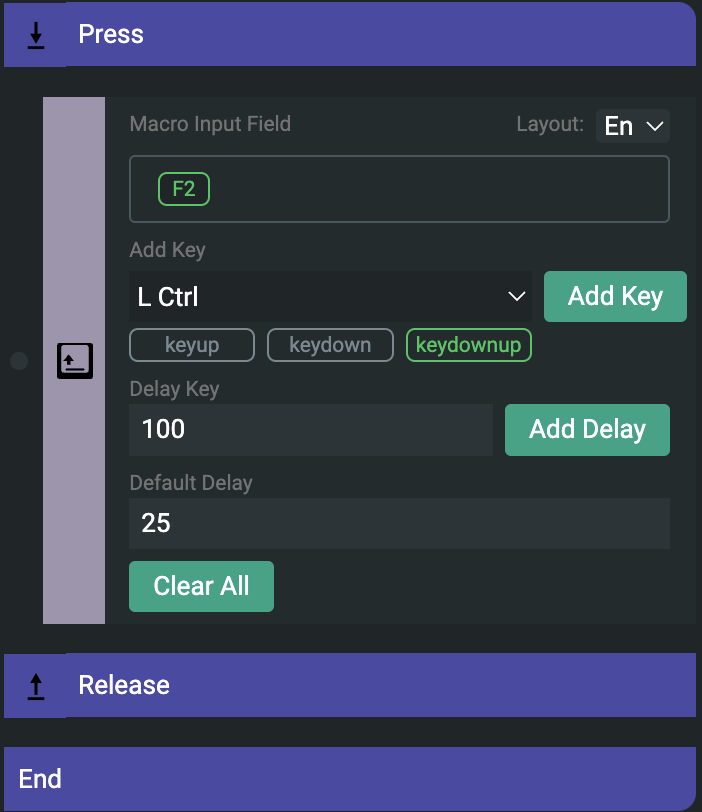 Press
Macro Input Field Layout: En
F2
Add Key
L Ctrl Add Key
keyup keydown keydownup
Delay Key
100 Add Delay
Default Delay
25
Clear All
Release
End